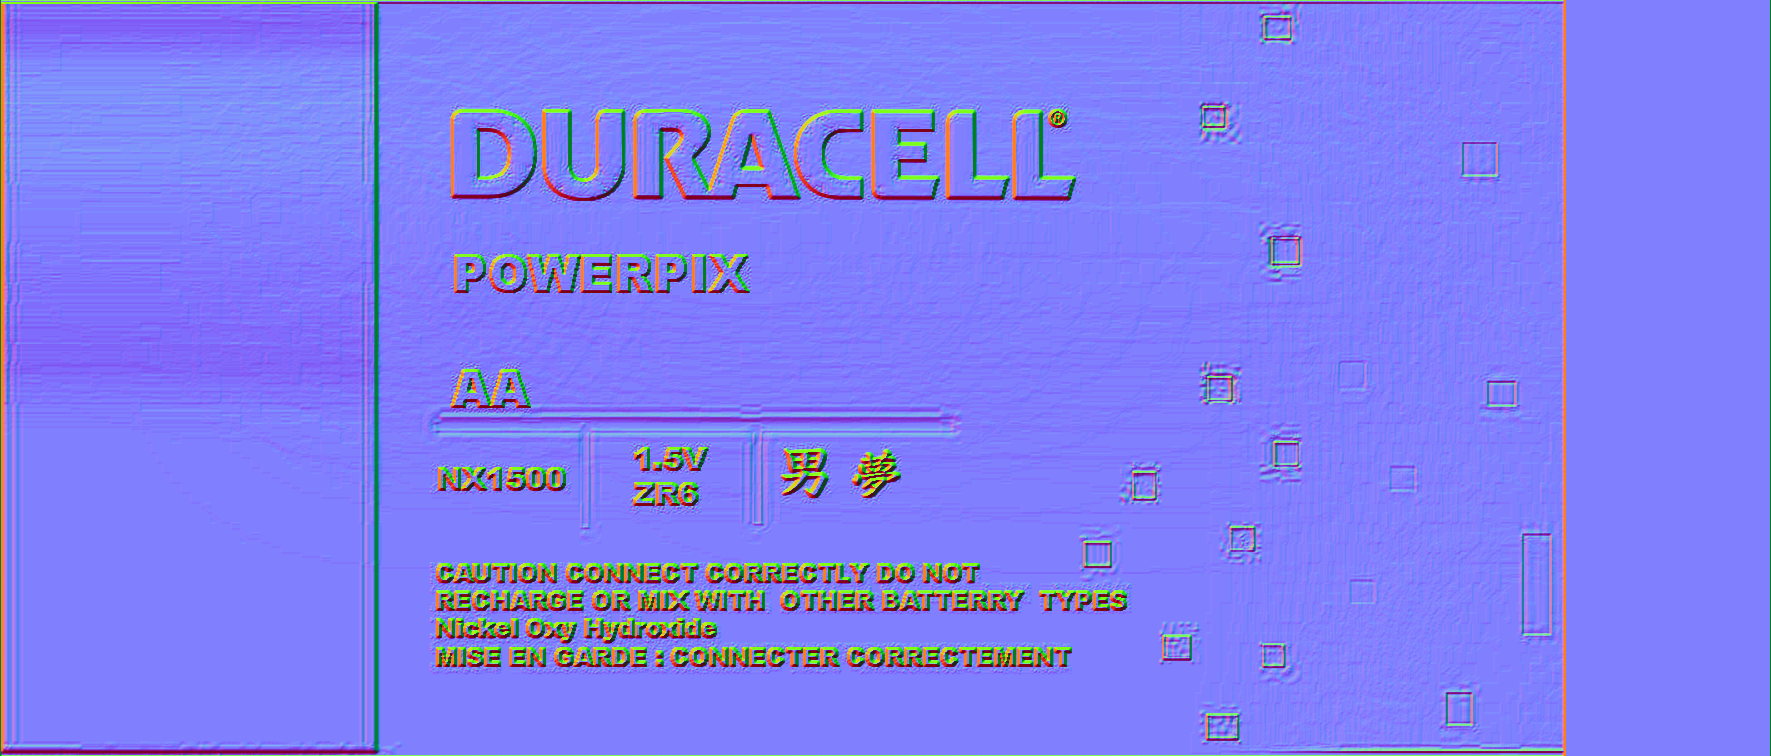 DURACELL®
POWERPIX
AA
NX1500
1.5V
ZR6
男 夢
CAUTION CONNECT CORRECTLY DO NOT
RECHARGE OR MIX WITH OTHER BATTERRY TYPES
Nickel Oxy Hydroxide
MISE EN GARDE : CONNECTER CORRECTEMENT